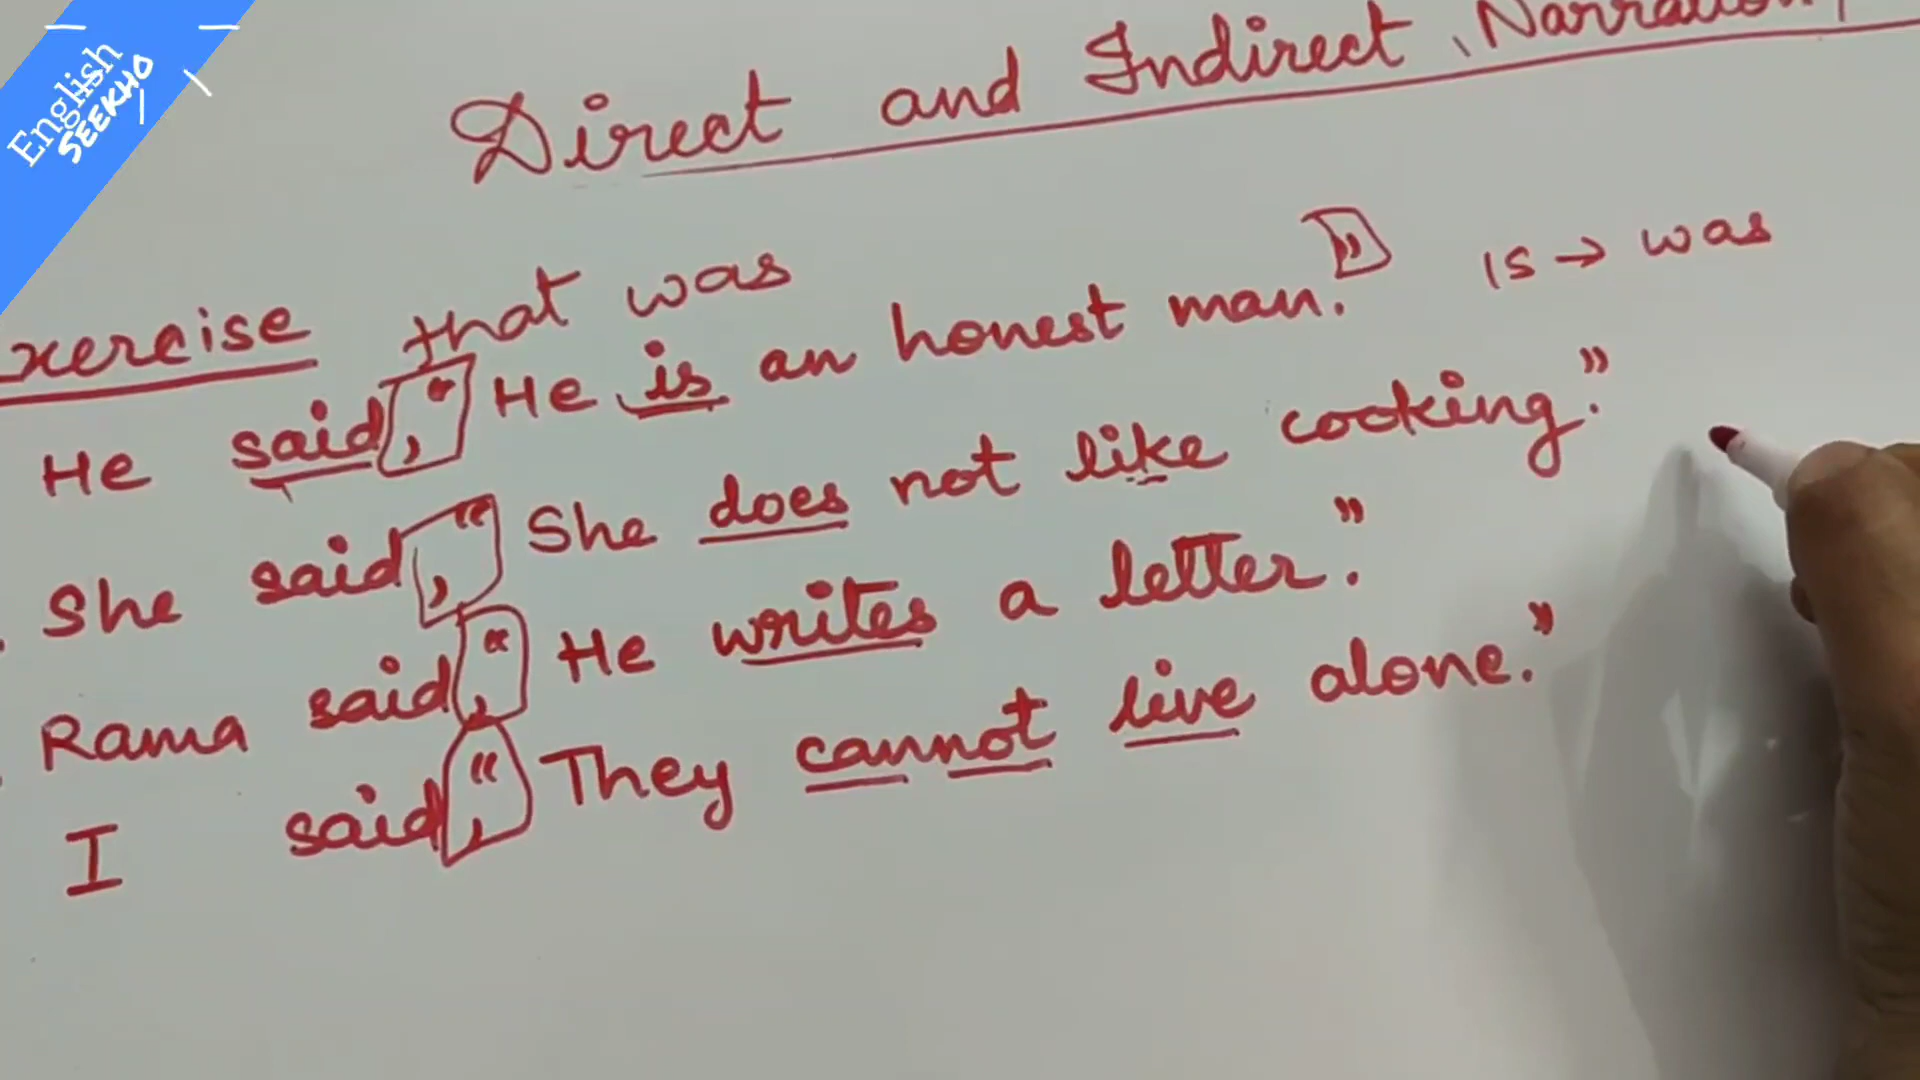 English
SEEKHO
Direct and Indirect Narration
Exercise
that was
He said, " He is an honest man." is → was
She said, " She does not like cooking."
Rama said, " He writes a letter."
I said, " They cannot live alone."